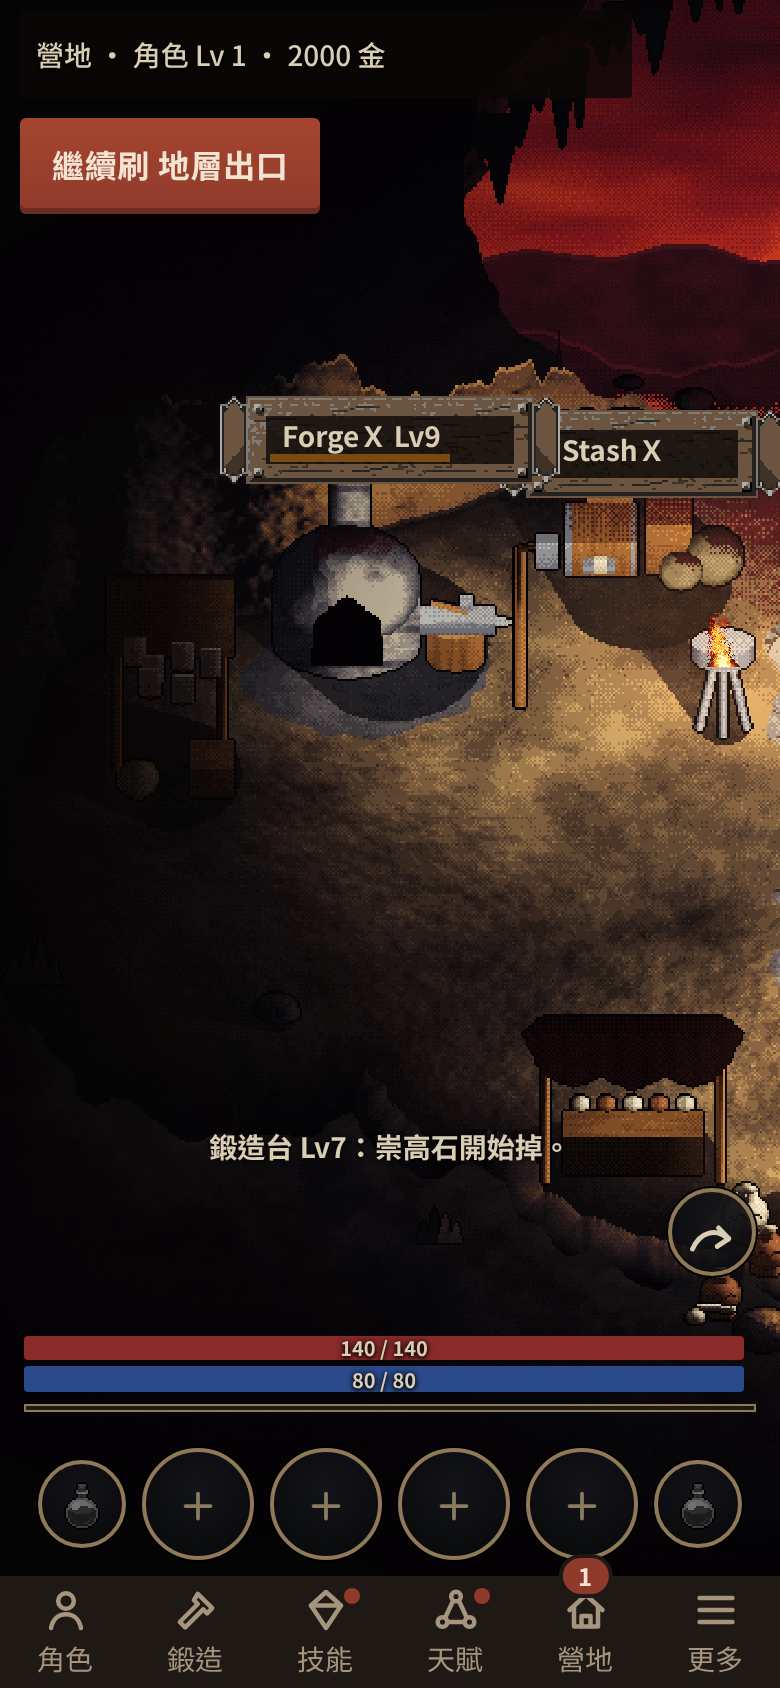 營地 · 角色 Lv 1 · 2000 金
繼續刷 地層出口
Forge X Lv9
Stash X
鍛造台 Lv7：崇高石開始掉。
140 / 140
80 / 80
1
角色
鍛造
技能
天賦
營地
更多